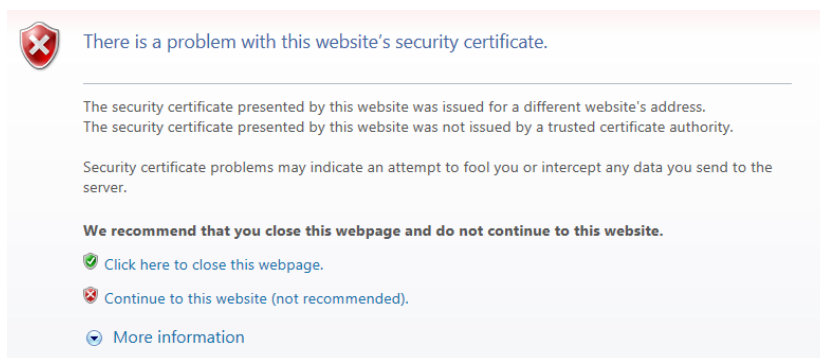 There is a problem with this website's security certificate.
The security certificate presented by this website was issued for a different website's address.
The security certificate presented by this website was not issued by a trusted certificate authority.
Security certificate problems may indicate an attempt to fool you or intercept any data you send to the
server.
We recommend that you close this webpage and do not continue to this website.
Click here to close this webpage.
Continue to this website (not recommended).
More information